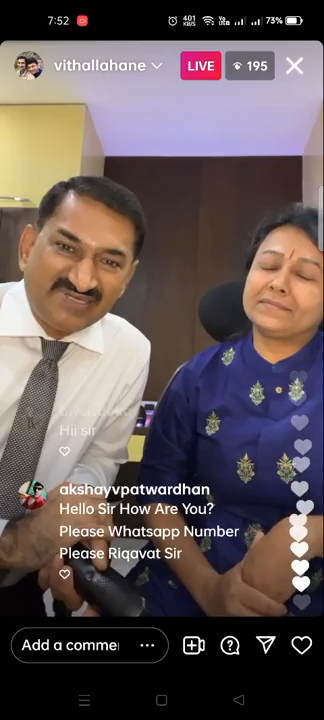 7:52
401
KB/S
73%
vithallahane
LIVE
195
Hii sir
akshayvpatwardhan
Hello Sir How Are You?
Please Whatsapp Number
Please Riqavat Sir
Add a comme